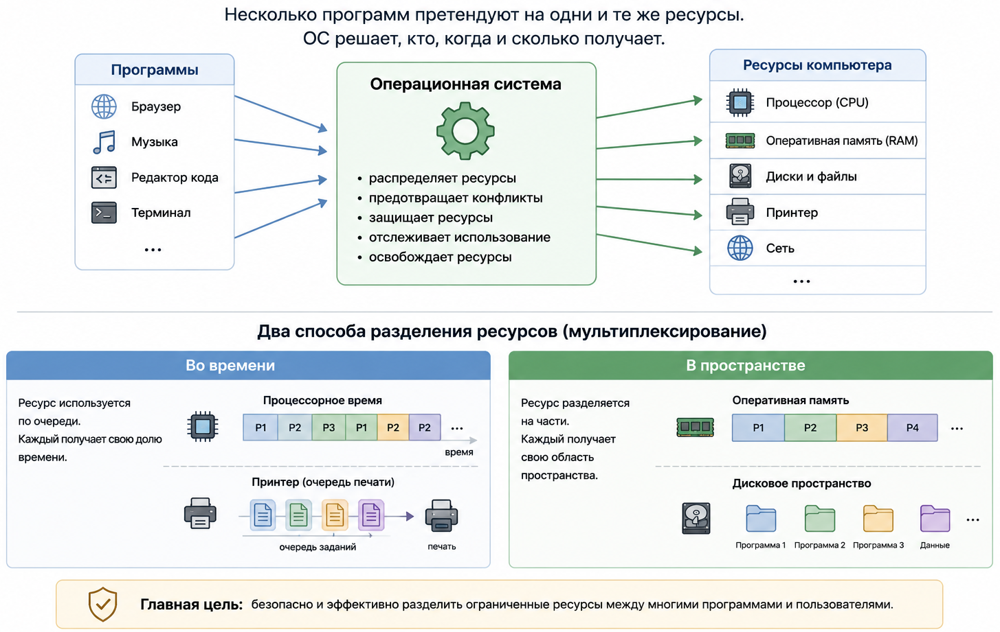 Несколько программ претендуют на одни и те же ресурсы.
ОС решает, кто, когда и сколько получает.
Программы
Браузер
Музыка
Редактор кода
Терминал
...
Операционная система
• распределяет ресурсы
• предотвращает конфликты
• защищает ресурсы
• отслеживает использование
• освобождает ресурсы
Ресурсы компьютера
Процессор (CPU)
Оперативная память (RAM)
Диски и файлы
Принтер
Сеть
...
Два способа разделения ресурсов (мультиплексирование)
Во времени
Ресурс используется
по очереди.
Каждый получает свою долю
времени.
Процессорное время
P1 P2 P3 P1 P2 P2 ...
время
Принтер (очередь печати)
очередь заданий
печать
В пространстве
Ресурс разделяется
на части.
Каждый получает
свою область
пространства.
Оперативная память
P1 P2 P3 P4 ...
Дисковое пространство
...
Программа 1 Программа 2 Программа 3 Данные
Главная цель: безопасно и эффективно разделить ограниченные ресурсы между многими программами и пользователями.